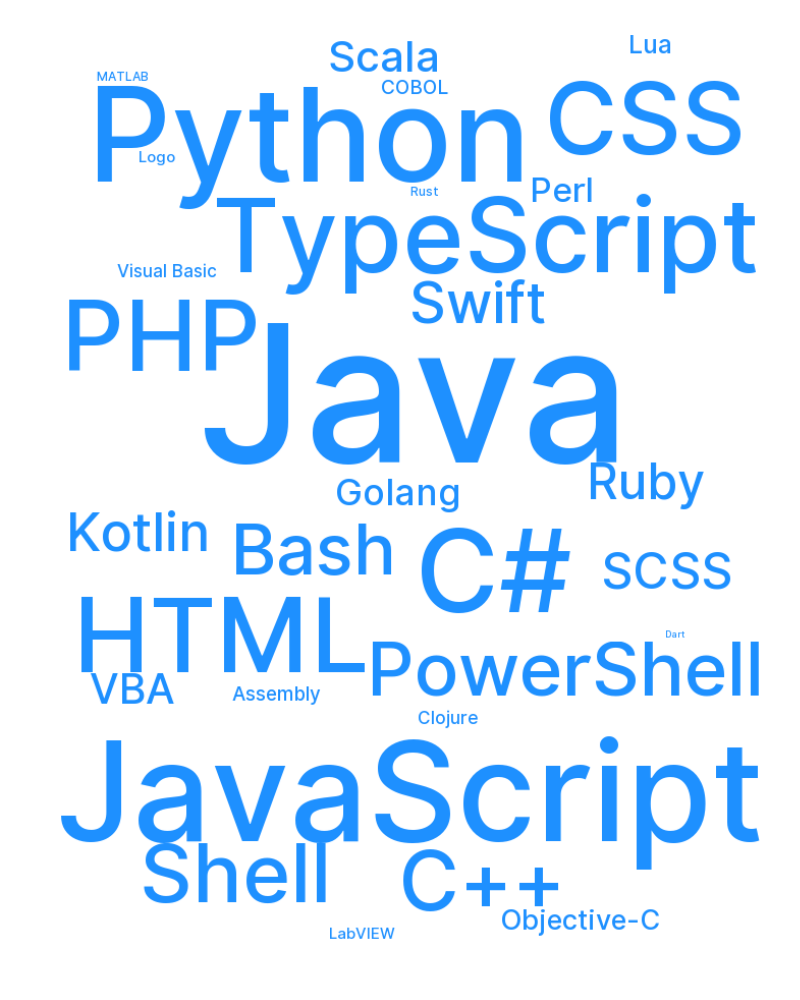 Lua
Scala
MATLAB
COBOL
Python
CSS
Logo
Rust
Perl
TypeScript
Visual Basic
Swift
PHP
Java
Ruby
Golang
Kotlin
Bash
C#
SCSS
HTML
Dart
PowerShell
VBA
Assembly
Clojure
JavaScript
Shell
C++
Objective-C
LabVIEW